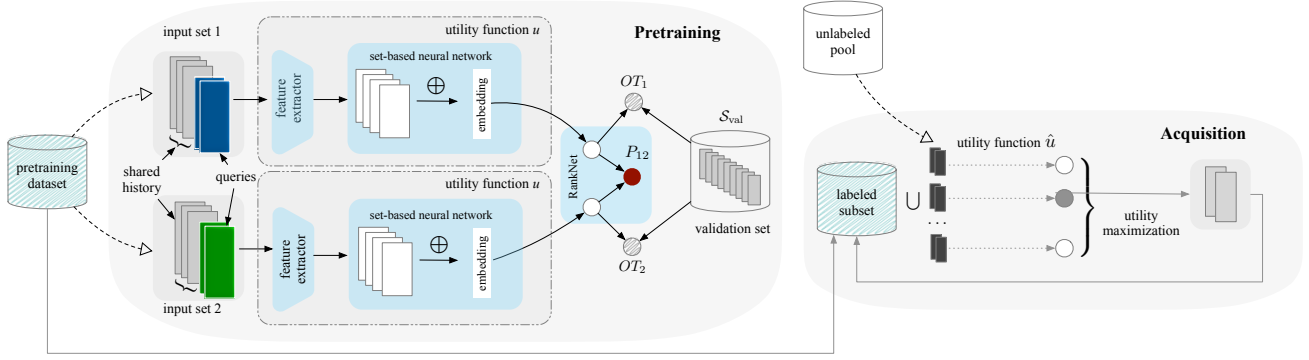 input set 1
utility function u
Pretraining
set-based neural network
feature
extractor
⊕
embedding
OT₁
S_val
P₁₂
RankNet
pretraining
dataset
shared
history
queries
utility function u
set-based neural network
feature
extractor
⊕
embedding
OT₂
validation set
input set 2
unlabeled
pool
Acquisition
utility function û
labeled
subset
∪
...
utility
maximization